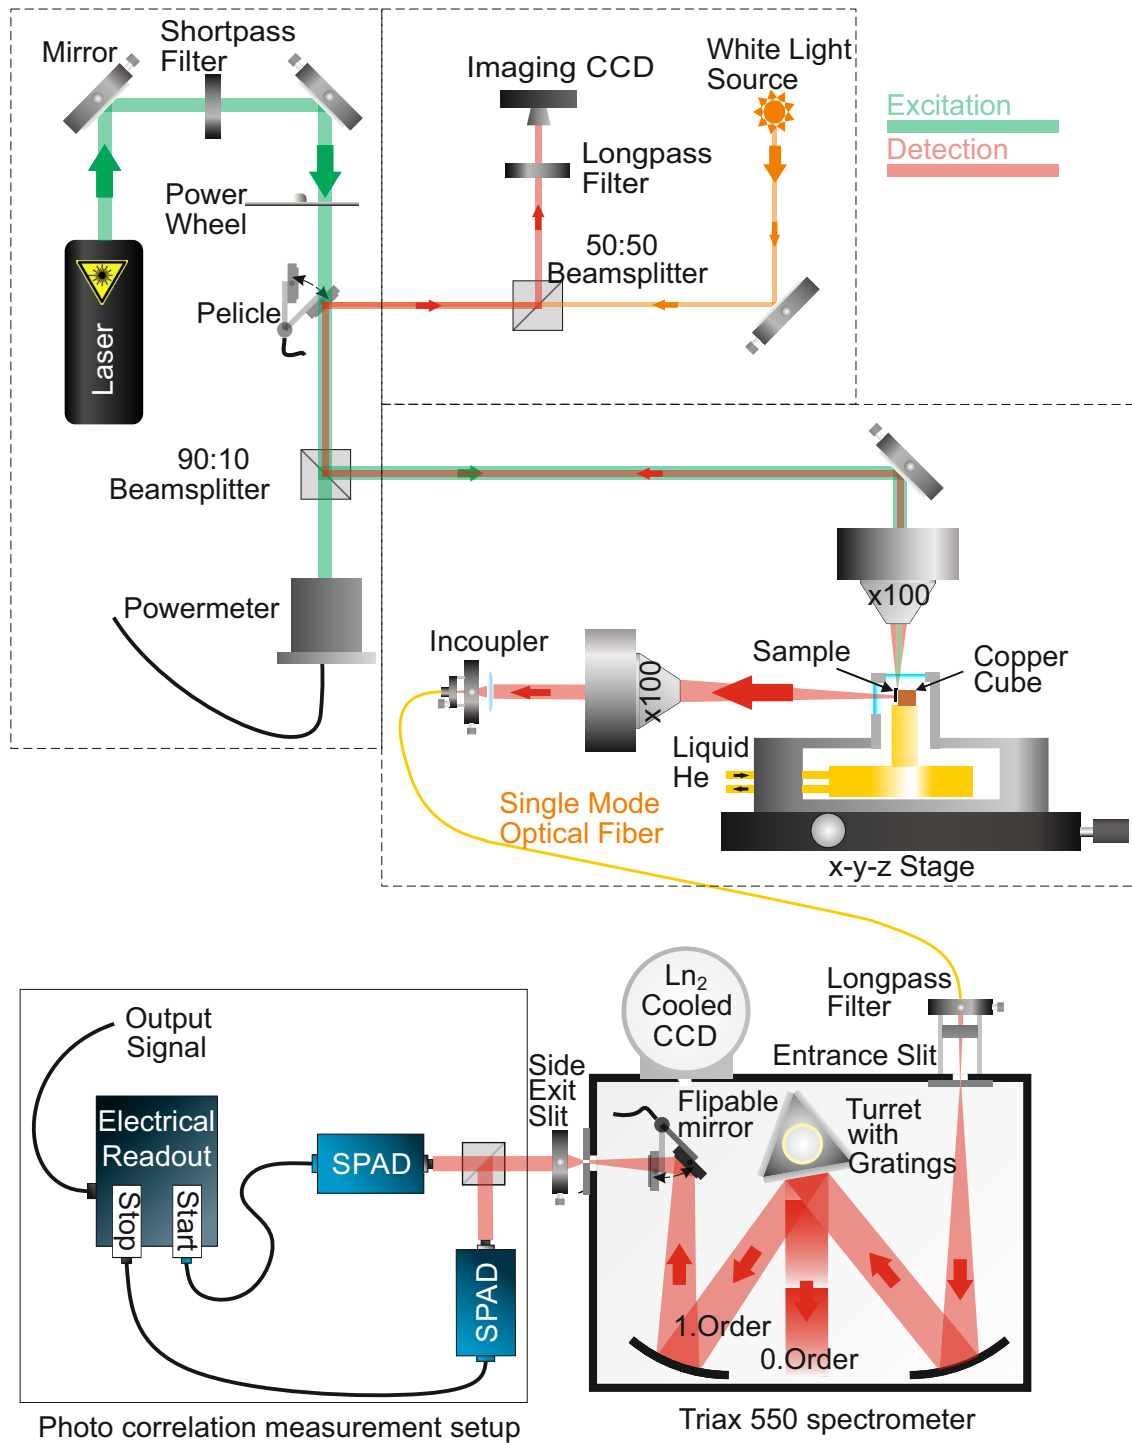 Mirror
Shortpass
Filter
Imaging CCD
White Light
Source
Excitation
Detection
Longpass
Filter
Power
Wheel
50:50
Beamsplitter
Pelicle
Laser
90:10
Beamsplitter
x100
Powermeter
Incoupler
x100
Sample
Copper
Cube
Liquid
He
Single Mode
Optical Fiber
x-y-z Stage
Ln2
Cooled
CCD
Longpass
Filter
Output
Signal
Entrance Slit
Side
Exit
Slit
Flipable
mirror
Turret
with
Gratings
Electrical
Readout
SPAD
Stop
Start
SPAD
1.Order
0.Order
Photo correlation measurement setup
Triax 550 spectrometer